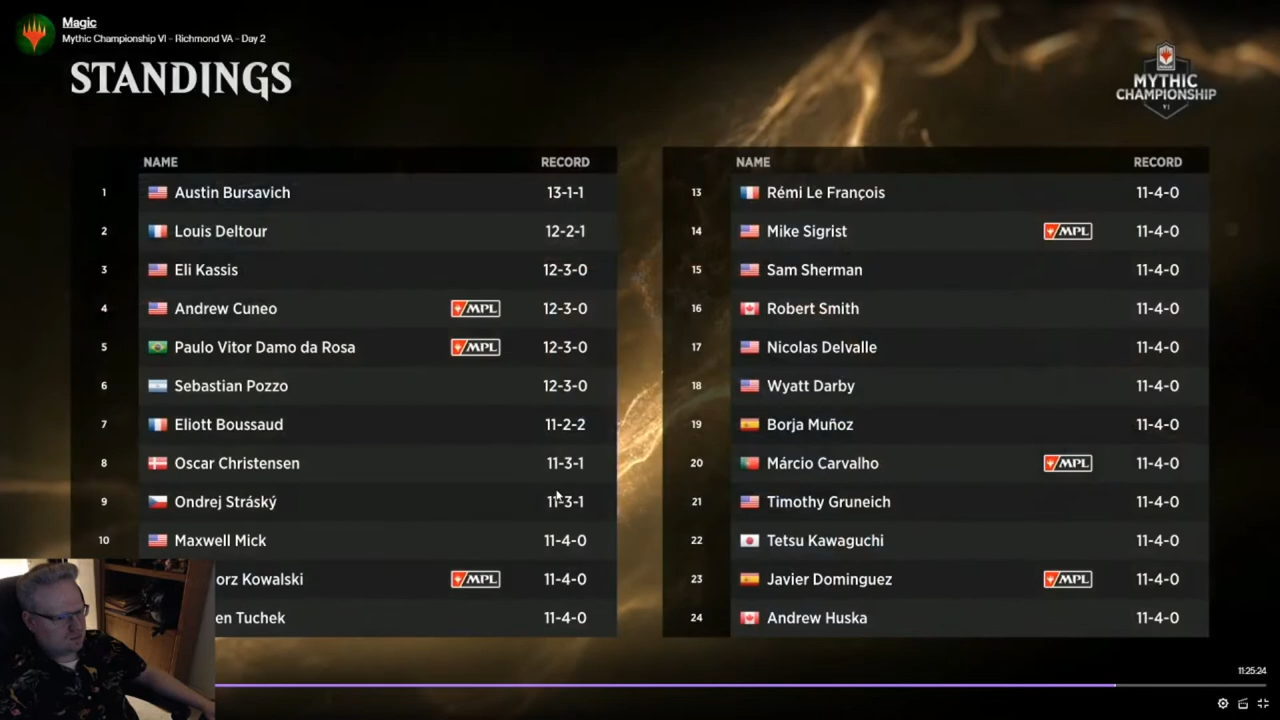 Magic
Mythic Championship VI - Richmond VA - Day 2
STANDINGS
MYTHIC
CHAMPIONSHIP
VI
NAME RECORD
1 Austin Bursavich 13-1-1
2 Louis Deltour 12-2-1
3 Eli Kassis 12-3-0
4 Andrew Cuneo MPL 12-3-0
5 Paulo Vitor Damo da Rosa MPL 12-3-0
6 Sebastian Pozzo 12-3-0
7 Eliott Boussaud 11-2-2
8 Oscar Christensen 11-3-1
9 Ondrej Stráský 11-3-1
10 Maxwell Mick 11-4-0
orz Kowalski MPL 11-4-0
en Tuchek 11-4-0
NAME RECORD
13 Rémi Le François 11-4-0
14 Mike Sigrist MPL 11-4-0
15 Sam Sherman 11-4-0
16 Robert Smith 11-4-0
17 Nicolas Delvalle 11-4-0
18 Wyatt Darby 11-4-0
19 Borja Muñoz 11-4-0
20 Márcio Carvalho MPL 11-4-0
21 Timothy Gruneich 11-4-0
22 Tetsu Kawaguchi 11-4-0
23 Javier Dominguez MPL 11-4-0
24 Andrew Huska 11-4-0
11:25:24